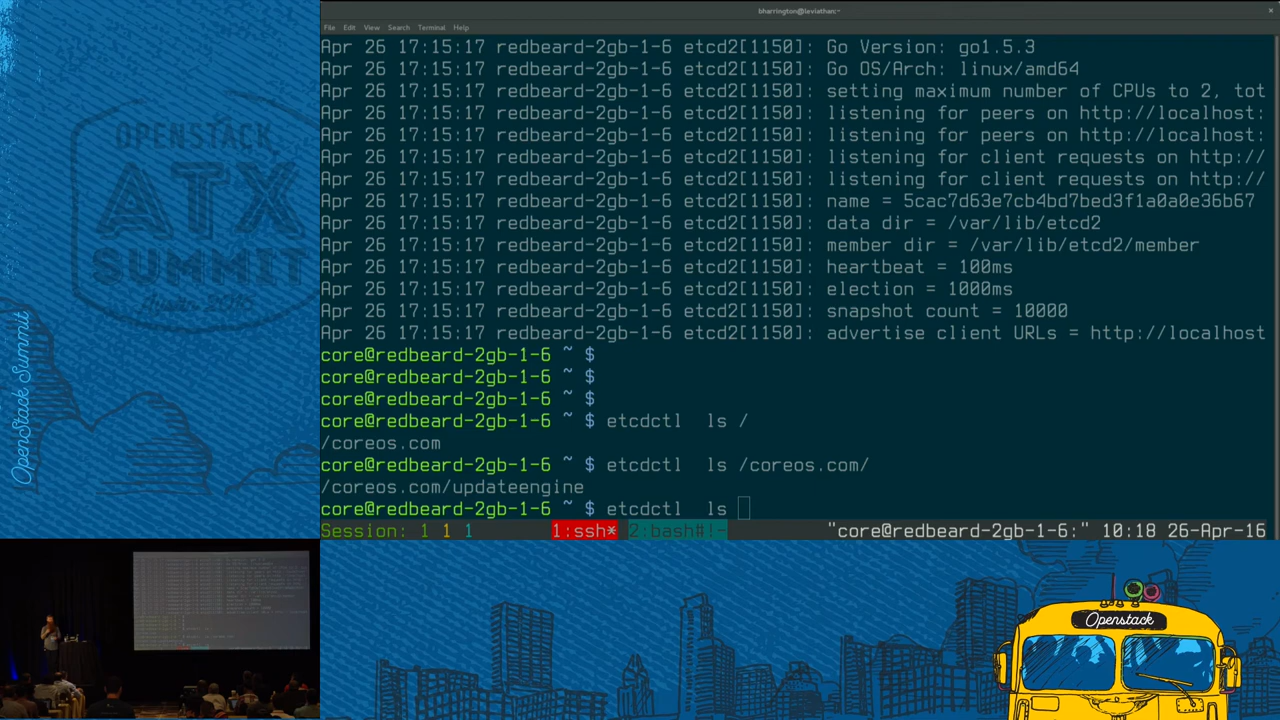 bharrington@leviathan:~
File Edit View Search Terminal Help
Apr 26 17:15:17 redbeard-2gb-1-6 etcd2[1150]: Go Version: go1.5.3
Apr 26 17:15:17 redbeard-2gb-1-6 etcd2[1150]: Go OS/Arch: linux/amd64
Apr 26 17:15:17 redbeard-2gb-1-6 etcd2[1150]: setting maximum number of CPUs to 2, tot
Apr 26 17:15:17 redbeard-2gb-1-6 etcd2[1150]: listening for peers on http://localhost:
Apr 26 17:15:17 redbeard-2gb-1-6 etcd2[1150]: listening for peers on http://localhost:
Apr 26 17:15:17 redbeard-2gb-1-6 etcd2[1150]: listening for client requests on http://
Apr 26 17:15:17 redbeard-2gb-1-6 etcd2[1150]: listening for client requests on http://
Apr 26 17:15:17 redbeard-2gb-1-6 etcd2[1150]: name = 5cac7d63e7cb4bd7bed3f1a0a0e36b67
Apr 26 17:15:17 redbeard-2gb-1-6 etcd2[1150]: data dir = /var/lib/etcd2
Apr 26 17:15:17 redbeard-2gb-1-6 etcd2[1150]: member dir = /var/lib/etcd2/member
Apr 26 17:15:17 redbeard-2gb-1-6 etcd2[1150]: heartbeat = 100ms
Apr 26 17:15:17 redbeard-2gb-1-6 etcd2[1150]: election = 1000ms
Apr 26 17:15:17 redbeard-2gb-1-6 etcd2[1150]: snapshot count = 10000
Apr 26 17:15:17 redbeard-2gb-1-6 etcd2[1150]: advertise client URLs = http://localhost
core@redbeard-2gb-1-6 ~ $
core@redbeard-2gb-1-6 ~ $
core@redbeard-2gb-1-6 ~ $
core@redbeard-2gb-1-6 ~ $ etcdctl  ls /
/coreos.com
core@redbeard-2gb-1-6 ~ $ etcdctl  ls /coreos.com/
/coreos.com/updateengine
core@redbeard-2gb-1-6 ~ $ etcdctl  ls
Session: 1 1 1 1:ssh* 2:bash#!- "core@redbeard-2gb-1-6:" 10:18 26-Apr-16
OPENSTACK
ATX
SUMMIT
Austin 2016
OpenStack Summit
Openstack